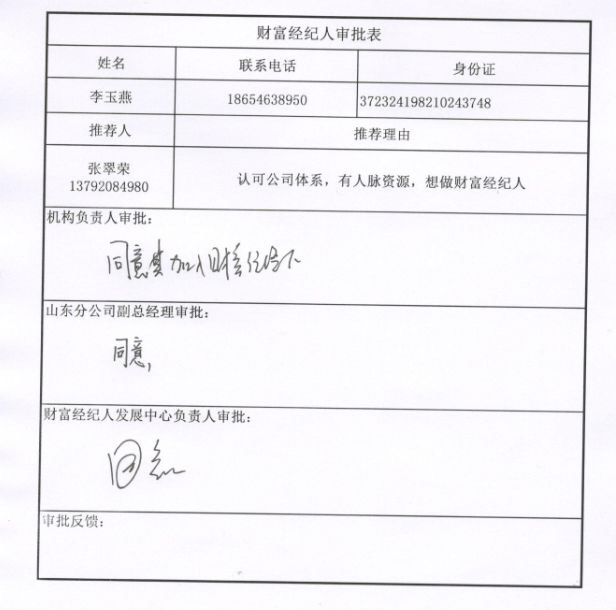 财富经纪人审批表
姓名 联系电话 身份证
李玉燕 18654638950 372324198210243748
推荐人 推荐理由
张翠荣
13792084980 认可公司体系，有人脉资源，想做财富经纪人
机构负责人审批：
同意其加入
山东分公司副总经理审批：
同意，
财富经纪人发展中心负责人审批：
同意
审批反馈：